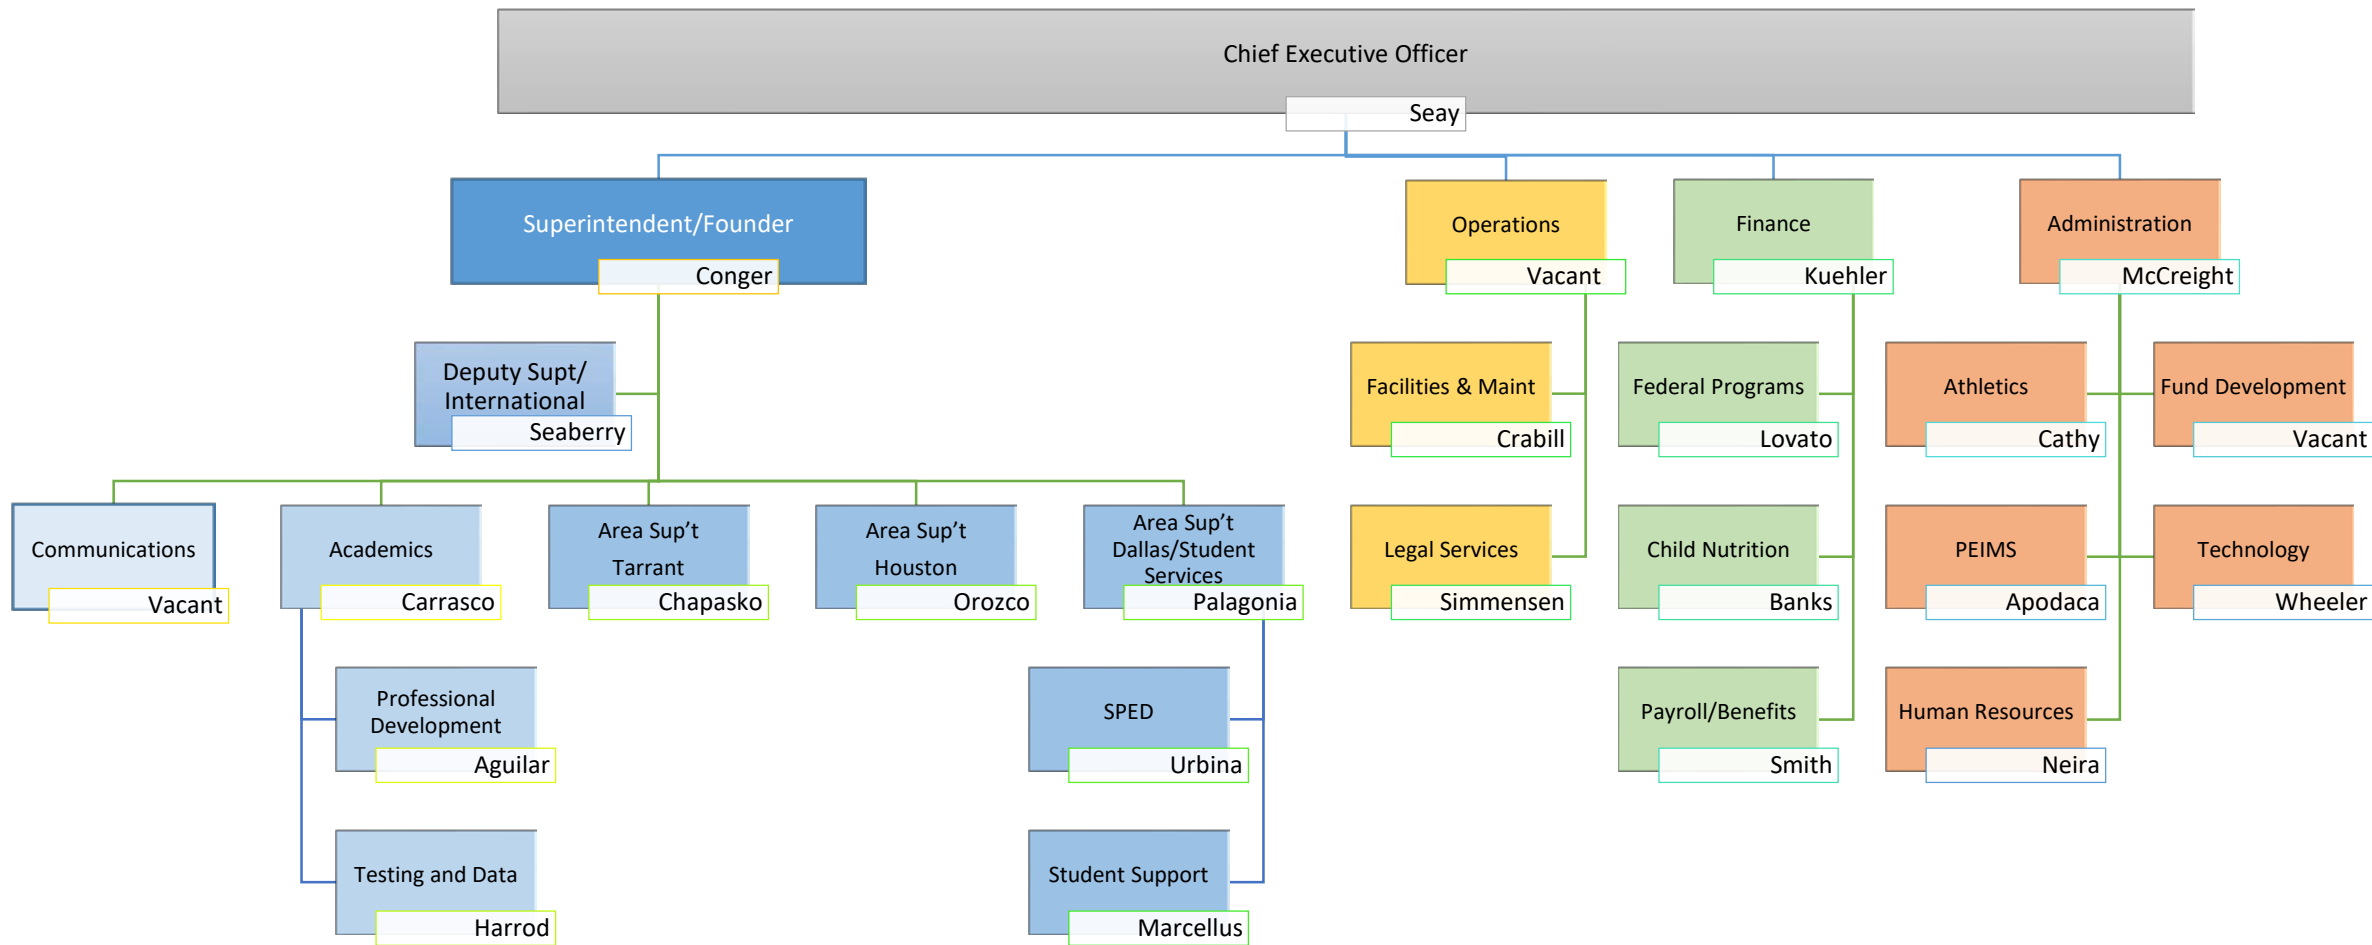 Chief Executive Officer
Seay
Superintendent/Founder
Conger
Operations
Vacant
Finance
Kuehler
Administration
McCreight
Deputy Supt/
International
Seaberry
Facilities & Maint
Crabill
Federal Programs
Lovato
Athletics
Cathy
Fund Development
Vacant
Communications
Vacant
Academics
Carrasco
Area Sup’t
Tarrant
Chapasko
Area Sup’t
Houston
Orozco
Area Sup’t
Dallas/Student
Services
Palagonia
Legal Services
Simmensen
Child Nutrition
Banks
PEIMS
Apodaca
Technology
Wheeler
Professional
Development
Aguilar
SPED
Urbina
Payroll/Benefits
Smith
Human Resources
Neira
Testing and Data
Harrod
Student Support
Marcellus